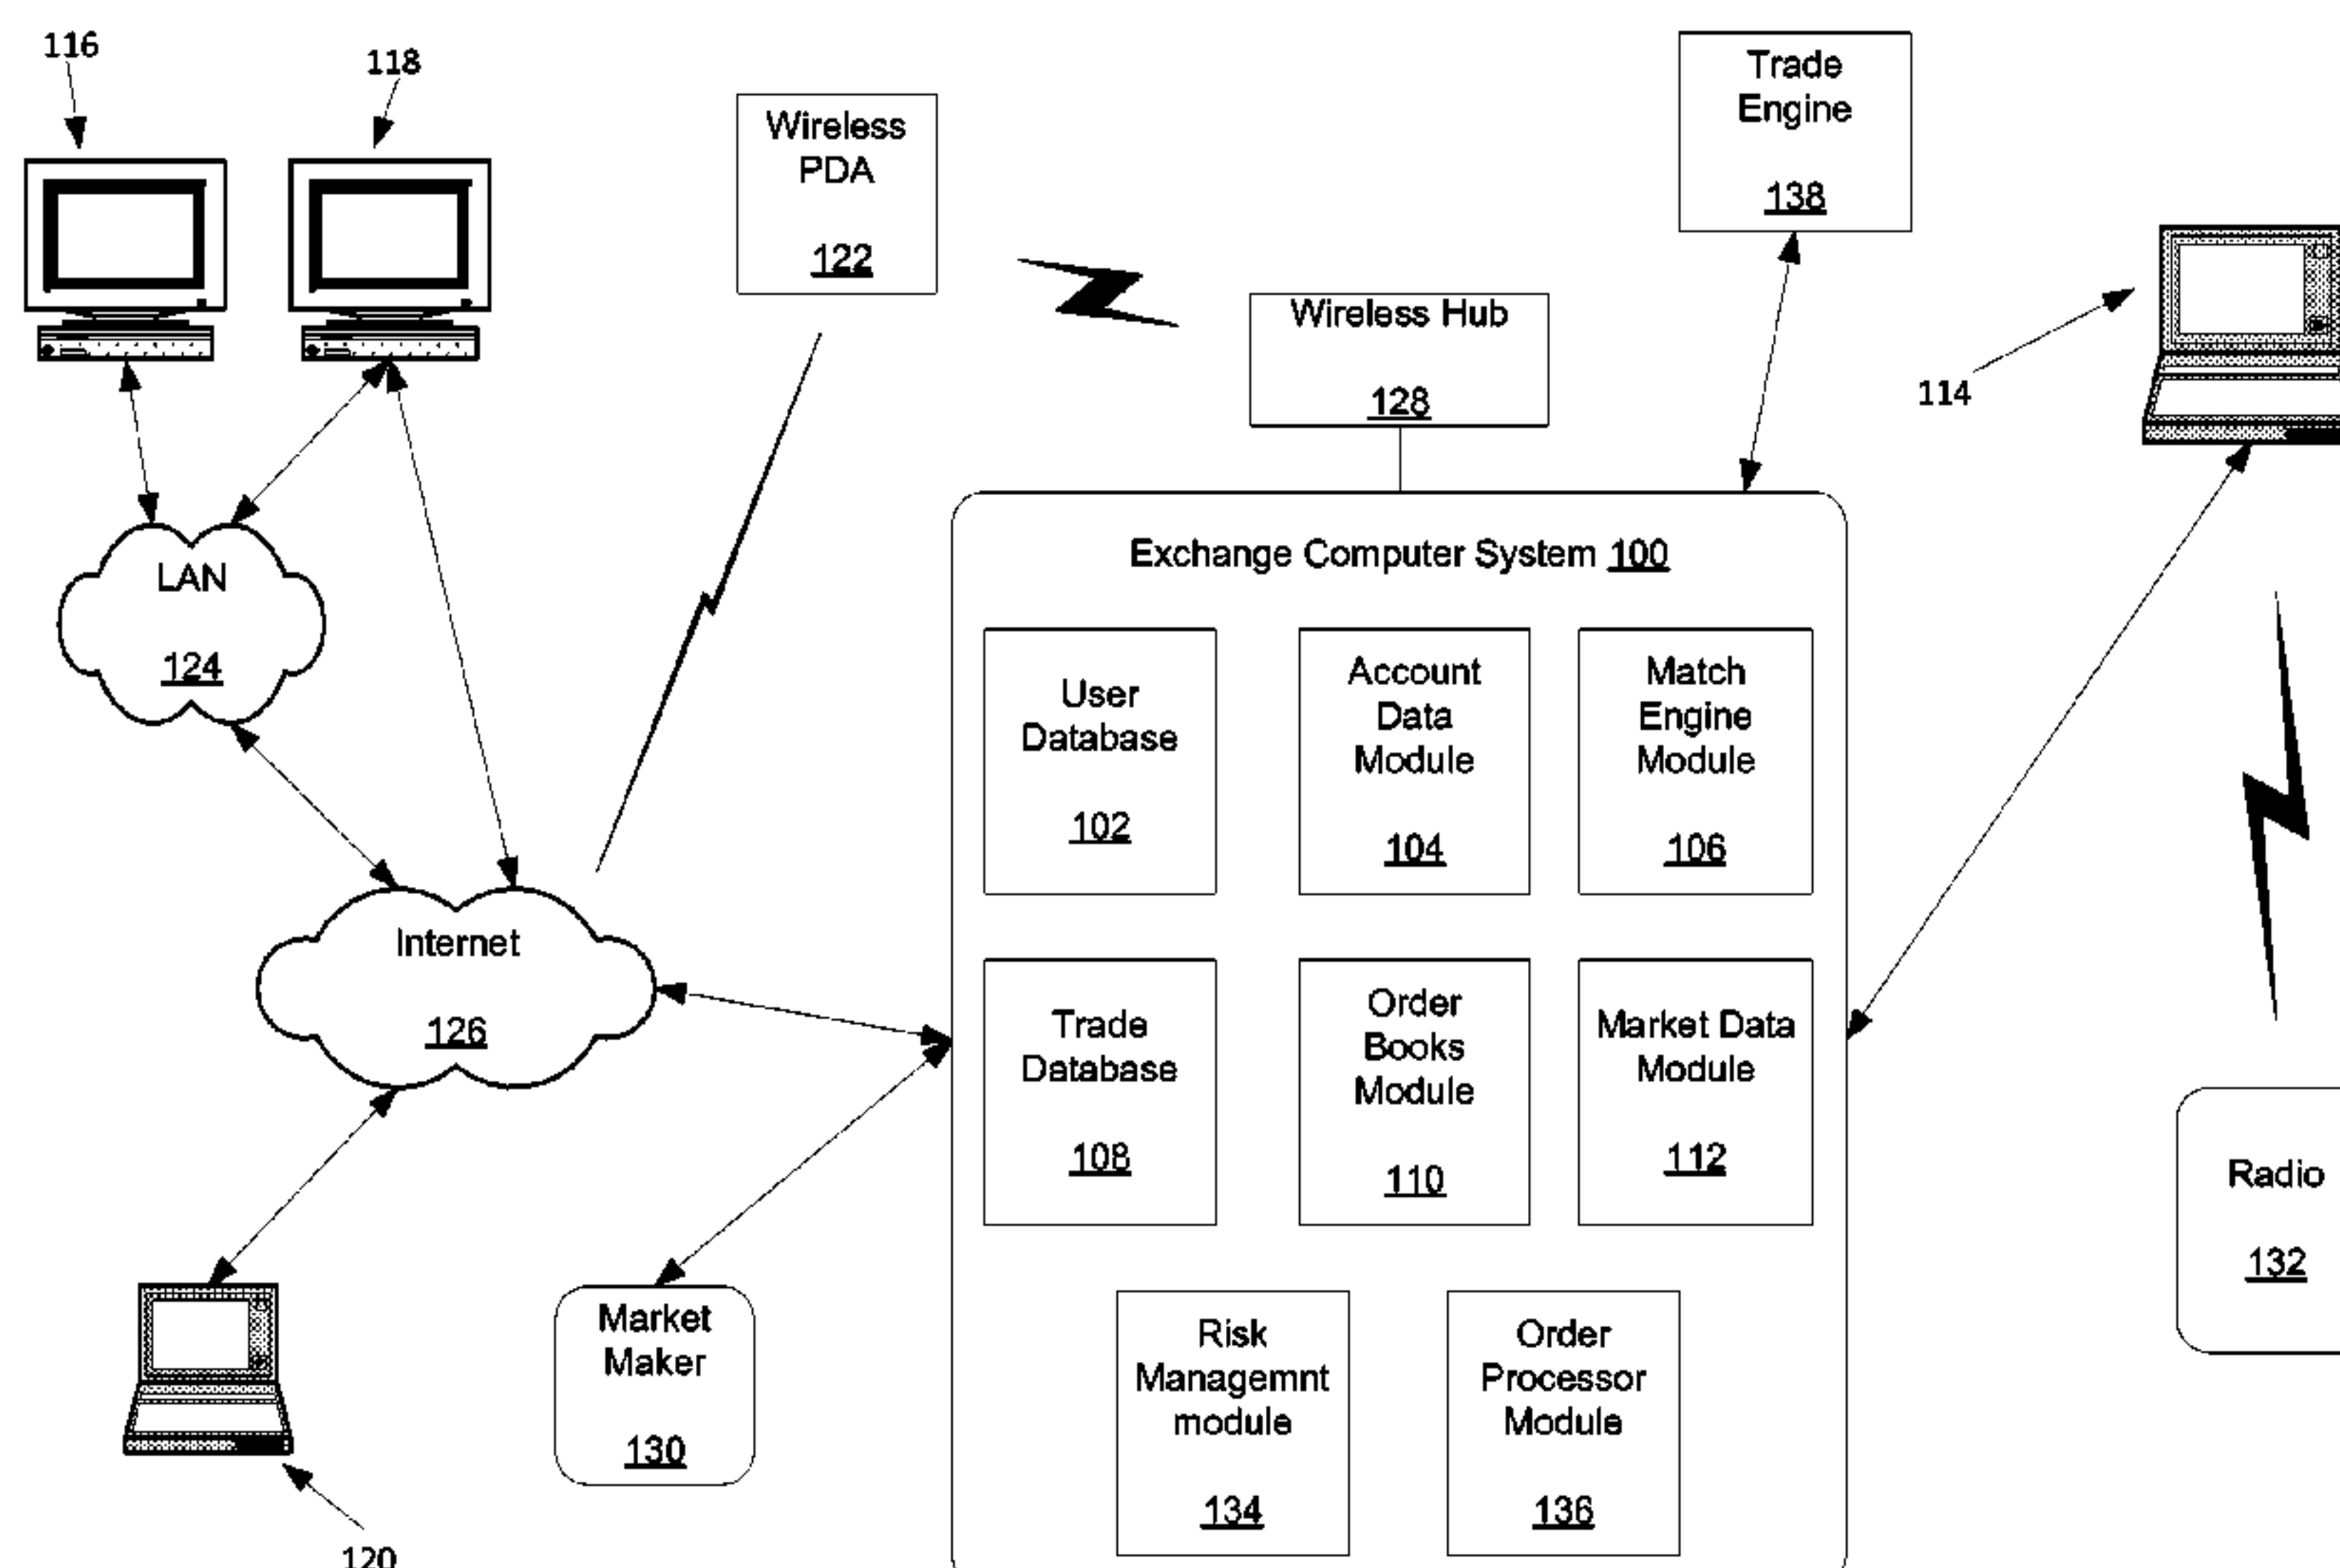 116
118
Wireless
PDA
122
Trade
Engine
138
Wireless Hub
128
114
LAN
124
Exchange Computer System 100
User
Database
102
Account
Data
Module
104
Match
Engine
Module
106
Internet
126
Trade
Database
108
Order
Books
Module
110
Market Data
Module
112
Radio
132
Market
Maker
130
Risk
Managemnt
module
134
Order
Processor
Module
136
120